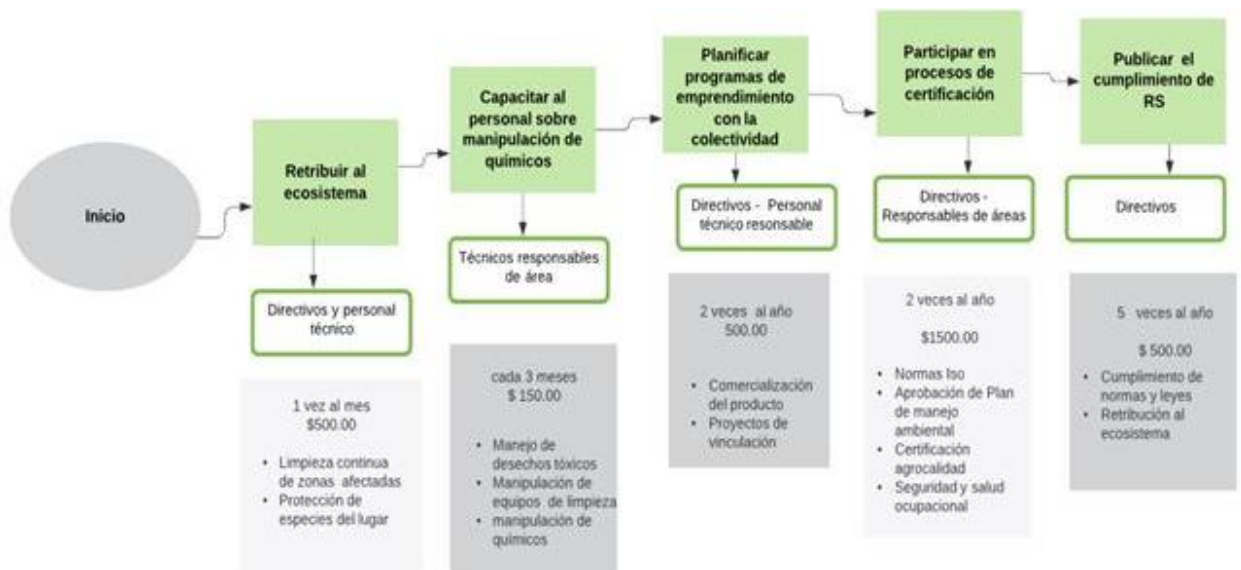 Inicio
Retribuir al
ecosistema
Directivos y personal
técnico
1 vez al mes
$500.00
• Limpieza continua
de zonas afectadas
• Protección de
especies del lugar
Capacitar al
personal sobre
manipulación de
químicos
Técnicos responsables
de área
cada 3 meses
$ 150.00
• Manejo de
desechos tóxicos
• Manipulación de
equipos de limpieza
• manipulación de
químicos
Planificar
programas de
emprendimiento
con la
colectividad
Directivos - Personal
técnico resonsable
2 veces al año
500.00
• Comercialización
del producto
• Proyectos de
vinculación
Participar en
procesos de
certificación
Directivos -
Responsables de áreas
2 veces al año
$1500.00
• Normas Iso
• Aprobación de Plan
de manejo
ambiental
• Certificación
agrocalidad
• Seguridad y salud
ocupacional
Publicar el
cumplimiento de
RS
Directivos
5 veces al año
$ 500.00
• Cumplimiento de
normas y leyes
• Retribución al
ecosistema